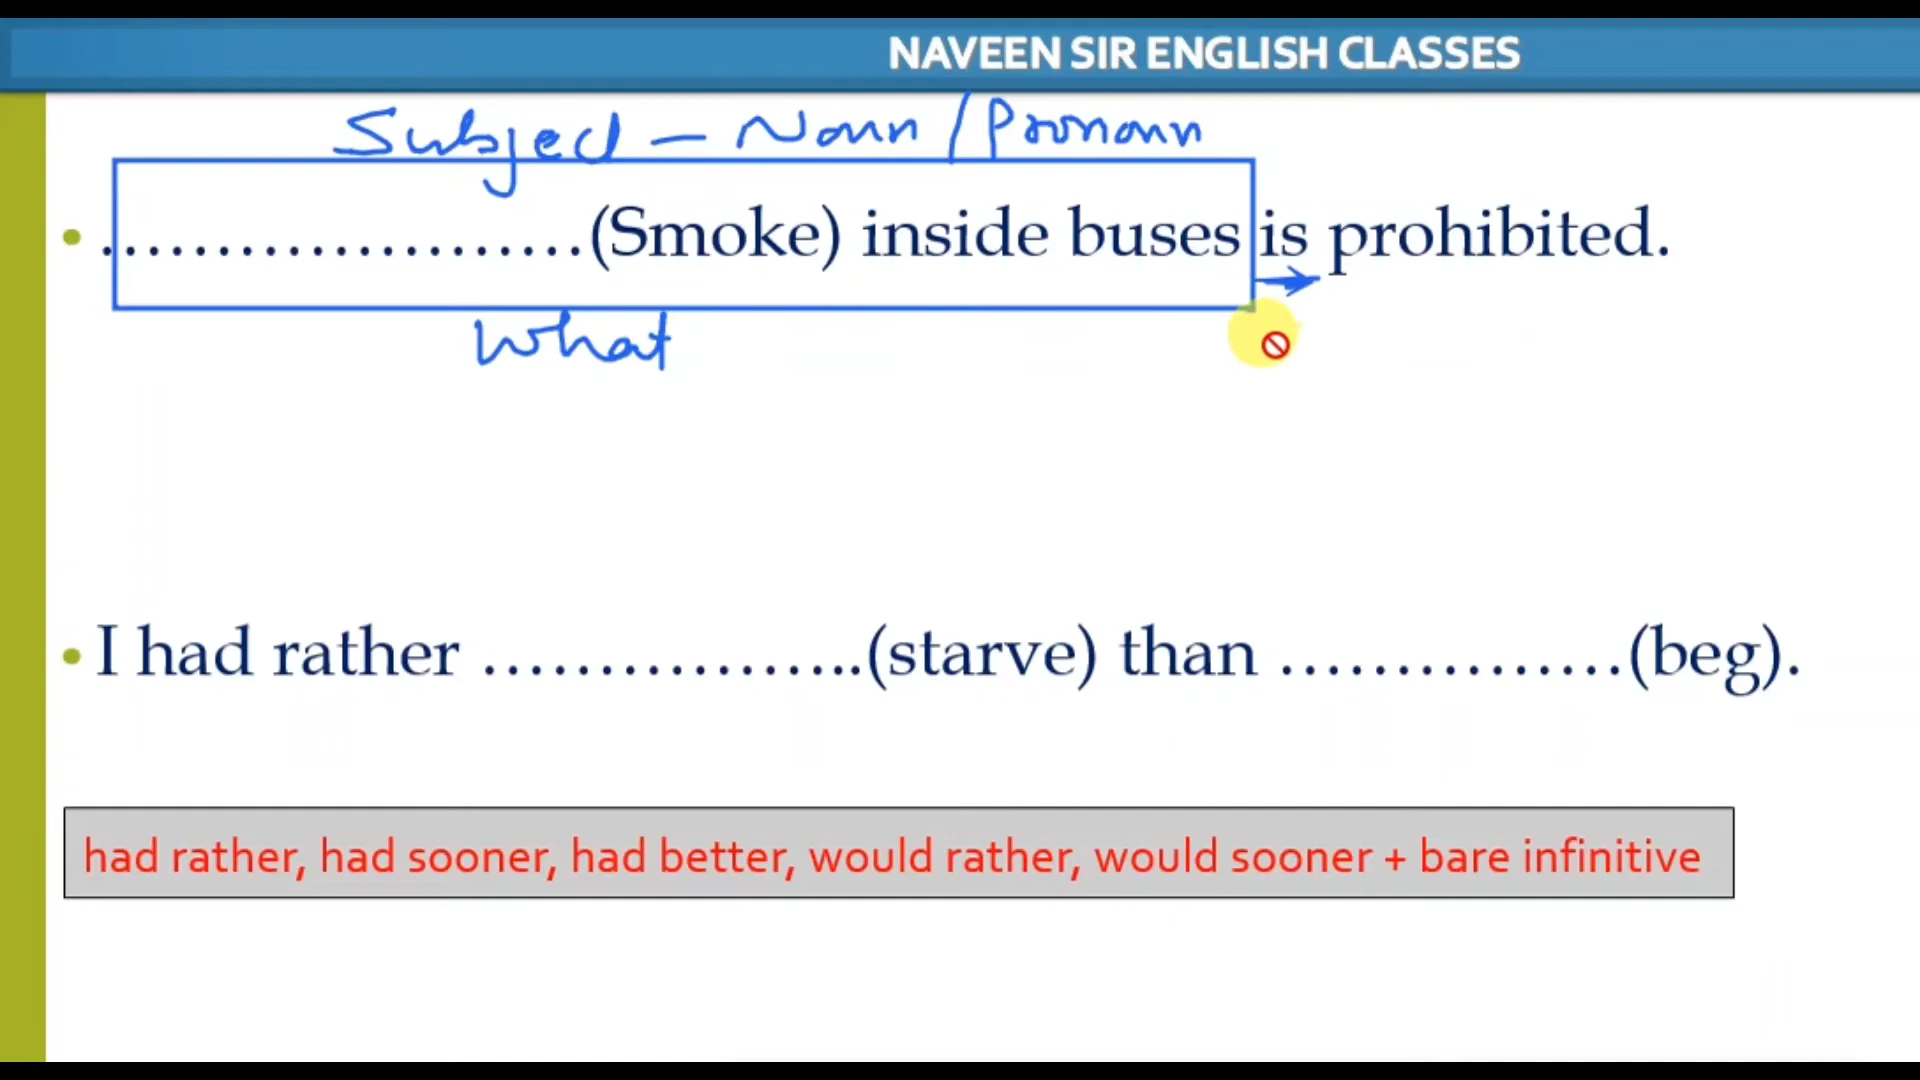 NAVEEN SIR ENGLISH CLASSES
Subject - Noun / Pronoun
• .....................(Smoke) inside buses is prohibited.
What
• I had rather ……………..(starve) than ……………(beg).
had rather, had sooner, had better, would rather, would sooner + bare infinitive